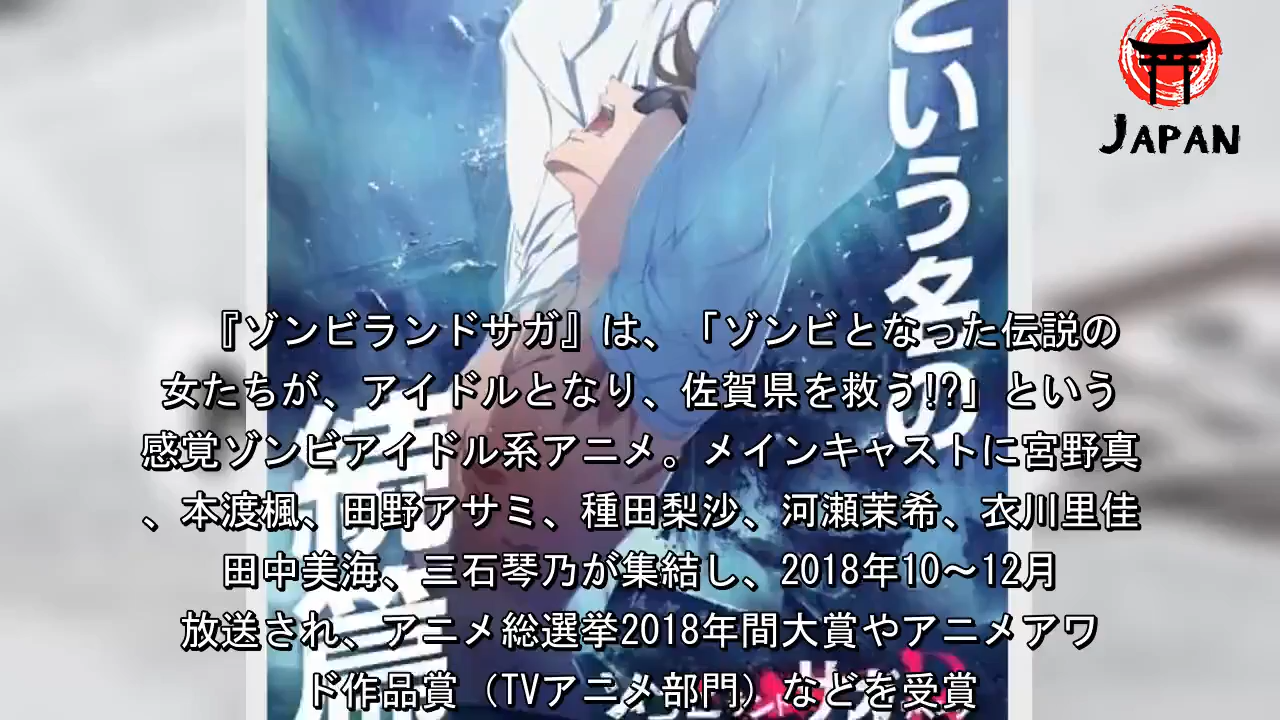 JAPAN
という名の
続篇
『ゾンビランドサガ』は、「ゾンビとなった伝説の
女たちが、アイドルとなり、佐賀県を救う!?」という
感覚ゾンビアイドル系アニメ。メインキャストに宮野真
、本渡楓、田野アサミ、種田梨沙、河瀬茉希、衣川里佳
田中美海、三石琴乃が集結し、2018年10～12月
放送され、アニメ総選挙2018年間大賞やアニメアワ
ド作品賞（TVアニメ部門）などを受賞